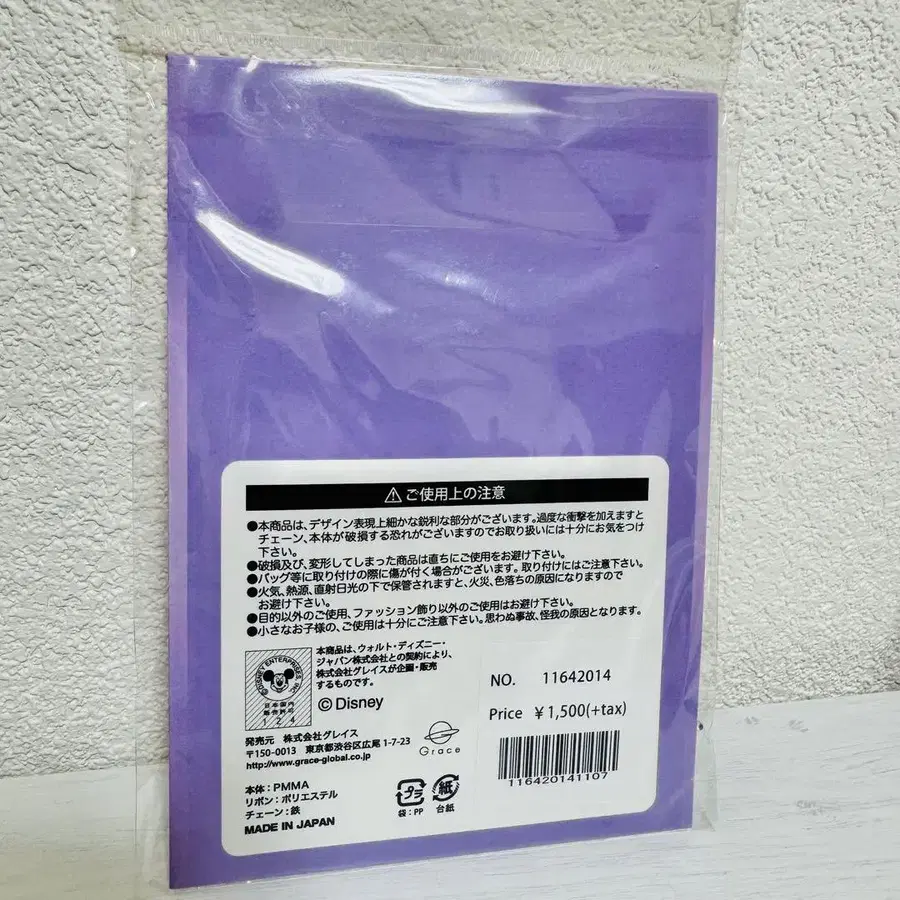 ⚠ご使用上の注意
●本商品は、デザイン表現上細かな鋭利な部分がございます。過度な衝撃を加えますと
チェーン、本体が破損する恐れがございますのでお取り扱いには十分にお気をつけ
下さい。
●破損及び、変形してしまった商品は直ちにご使用をお避け下さい。
●バッグ等に取り付けの際に傷が付く場合がございます。取り付けにはご注意下さい。
●火気、熱源、直射日光の下で保管されますと、火災、色落ちの原因になりますので
お避け下さい。
●目的以外のご使用、ファッション飾り以外のご使用はお避け下さい。
●小さなお子様の、ご使用は十分にご注意下さい。思わぬ事故、怪我の原因となります。
本商品は、ウォルト・ディズニー・
ジャパン株式会社との契約により、
株式会社グレイスが企画・販売
するものです。
DISNEY ENTERPRISES INC.
日本国内
販売許可
124
© Disney
発売元 株式会社グレイス
〒150-0013 東京都渋谷区広尾 1-7-23
http://www.grace-global.co.jp
Grace
本体:PMMA
リボン:ポリエステル
チェーン:鉄
MADE IN JAPAN
プラ
袋:PP
紙
台紙
NO. 11642014
Price ¥1,500(+tax)
116420141107